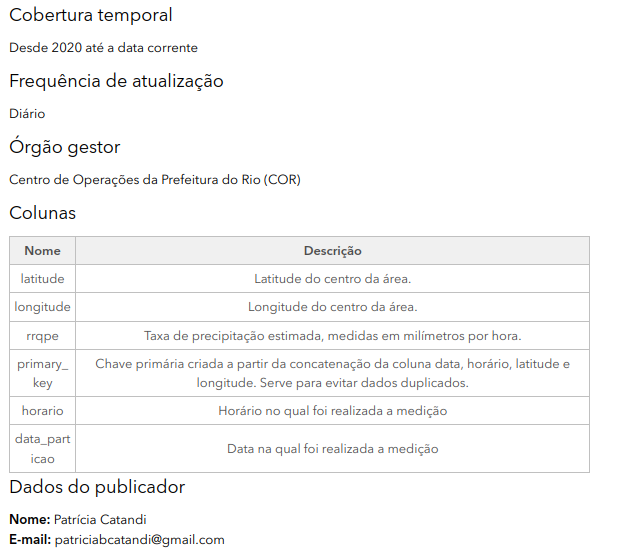 Cobertura temporal
Desde 2020 até a data corrente
Frequência de atualização
Diário
Órgão gestor
Centro de Operações da Prefeitura do Rio (COR)
Colunas
Nome Descrição
latitude Latitude do centro da área.
longitude Longitude do centro da área.
rrqpe Taxa de precipitação estimada, medidas em milímetros por hora.
primary_
key
Chave primária criada a partir da concatenação da coluna data, horário, latitude e
longitude. Serve para evitar dados duplicados.
horario Horário no qual foi realizada a medição
data_part
icao
Data na qual foi realizada a medição
Dados do publicador
Nome: Patrícia Catandi
E-mail: patriciabcatandi@gmail.com